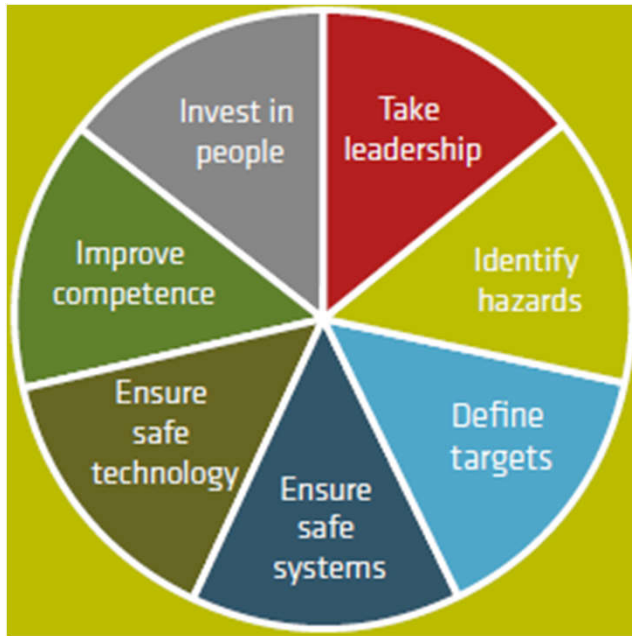 Take
leadership
Identify
hazards
Define
targets
Ensure
safe
systems
Ensure
safe
technology
Improve
competence
Invest in
people